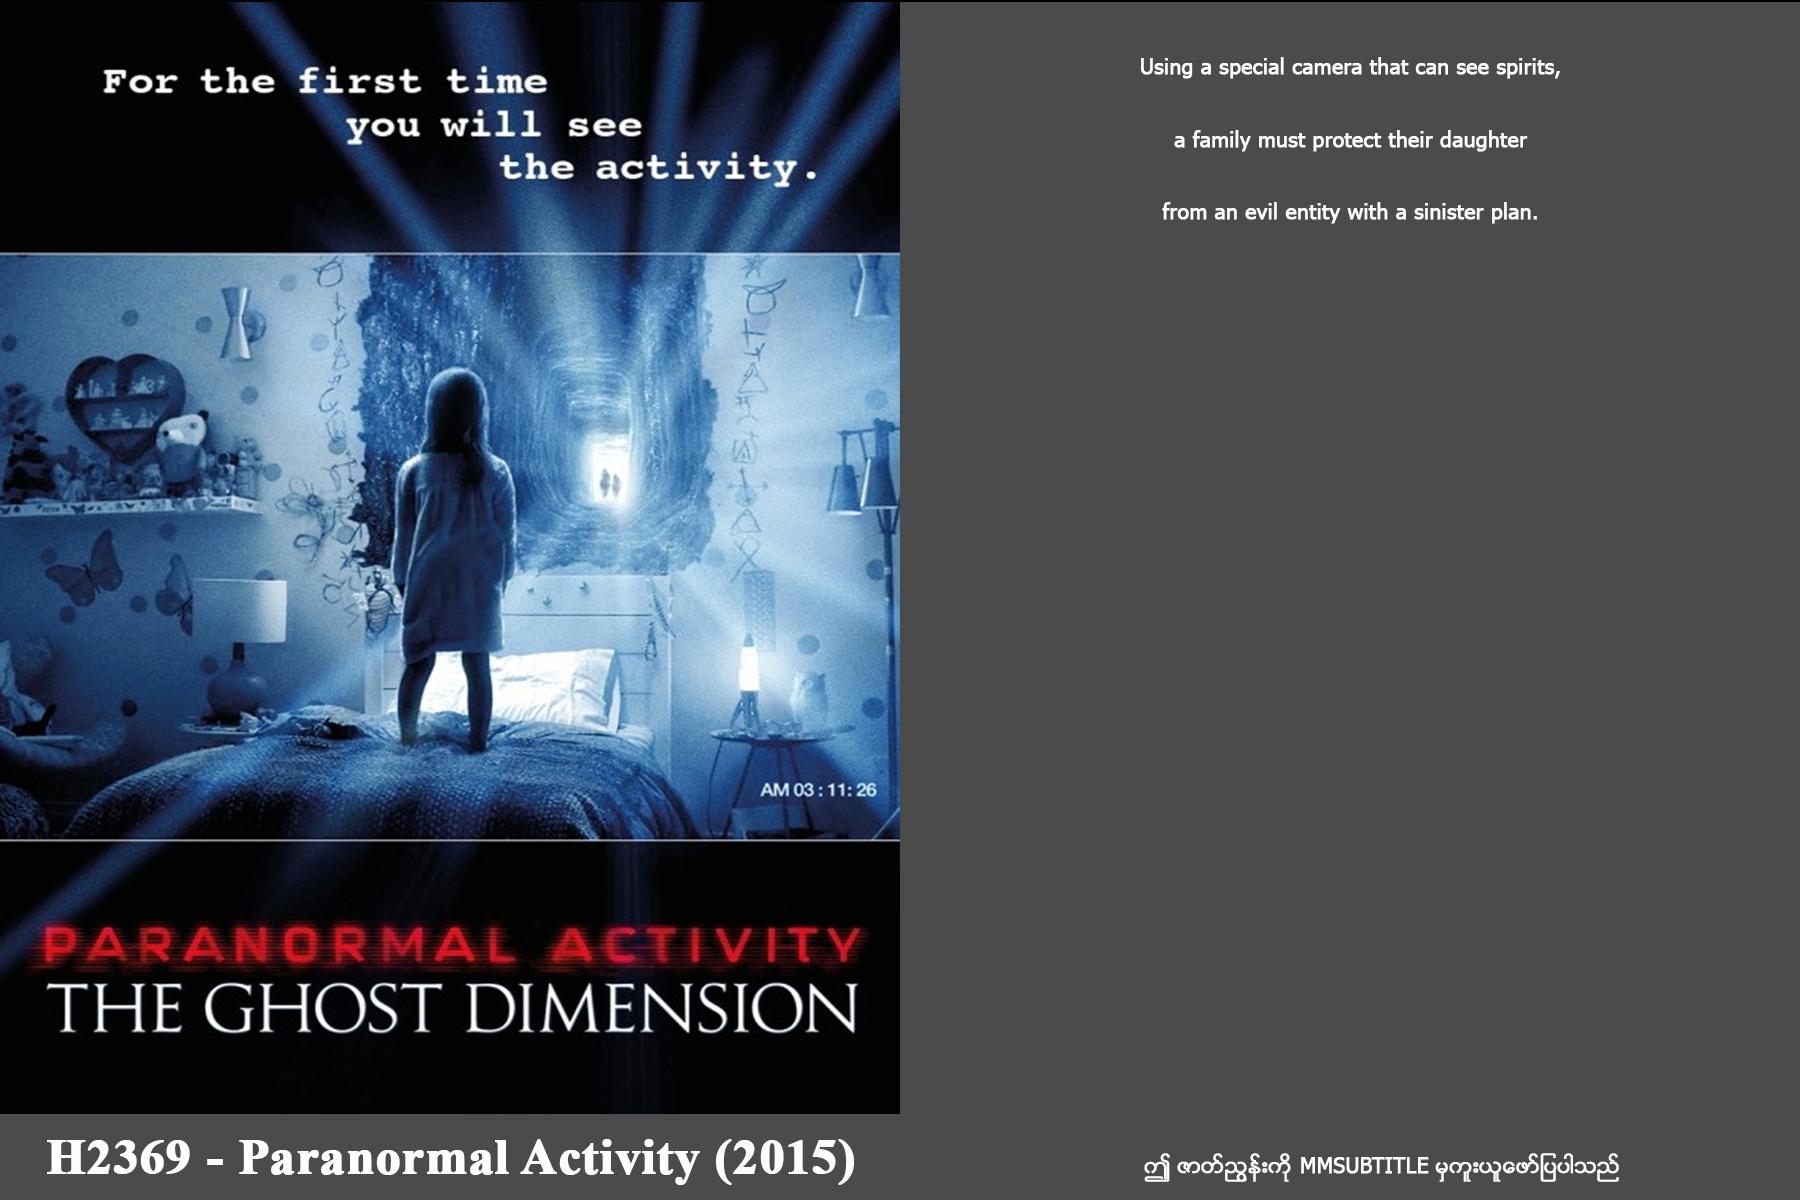 For the first time
you will see
the activity.
AM 03 : 11: 26
PARANORMAL ACTIVITY
THE GHOST DIMENSION
H2369 - Paranormal Activity (2015)
Using a special camera that can see spirits,
a family must protect their daughter
from an evil entity with a sinister plan.
ဤ ဇာတ်ညွှန်းကို MMSUBTITLE မှကူးယူဖော်ပြပါသည်